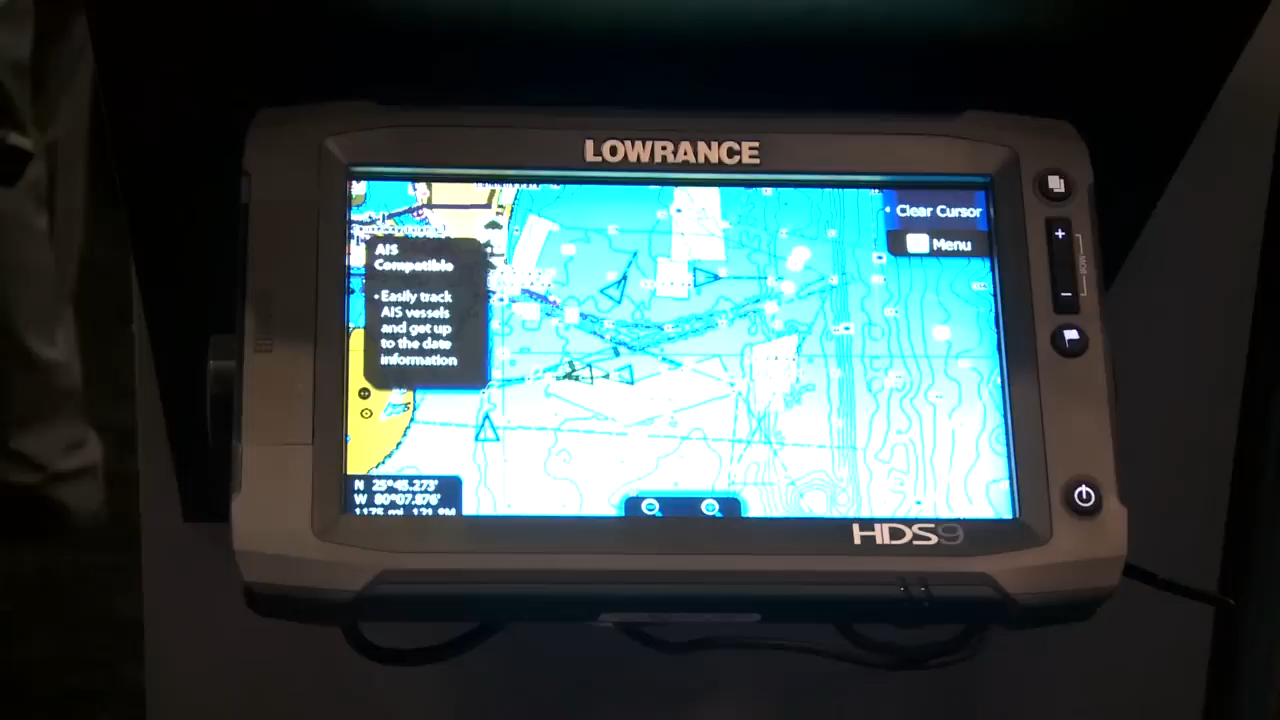 LOWRANCE
Clear Cursor
Menu
AIS
Compatible
• Easily track
AIS vessels
and get up
to the date
information
N 25°45.273'
W 80°07.876'
+
MOB
−
HDS9